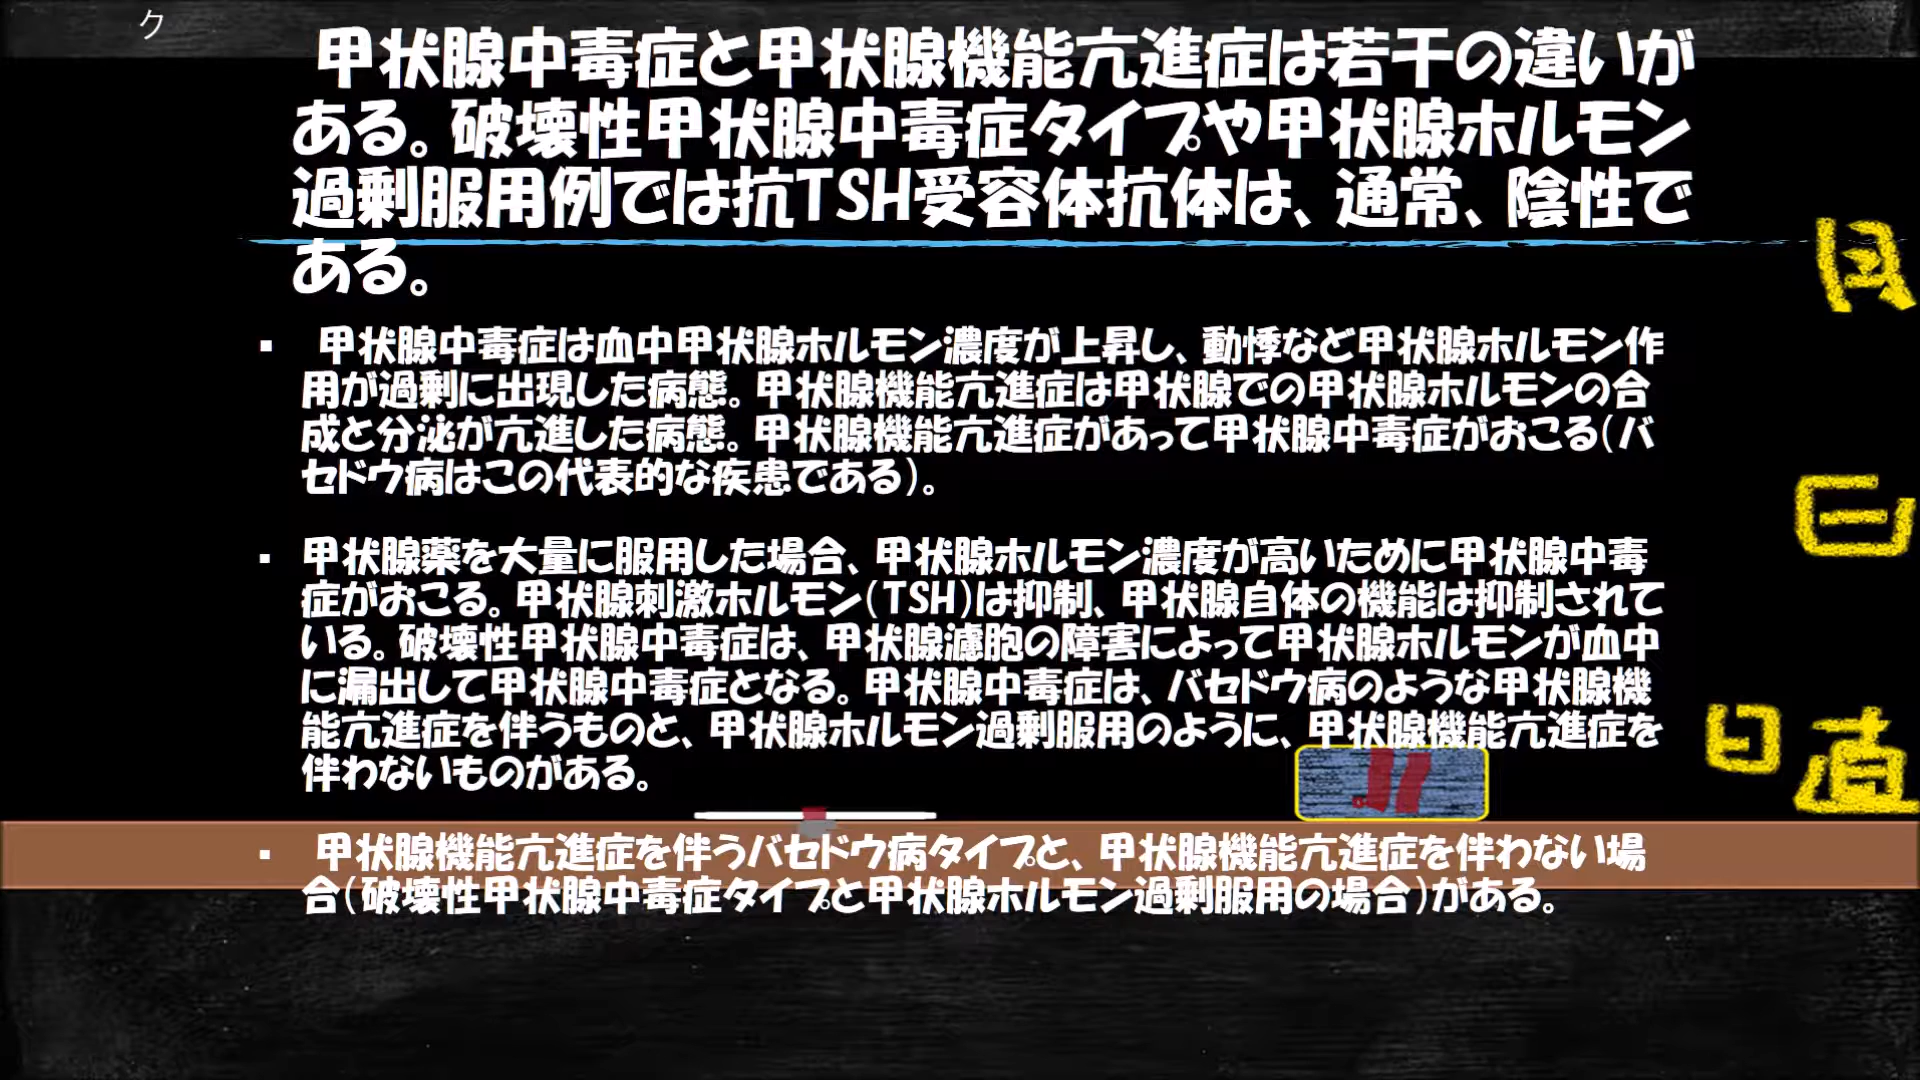 ク
甲状腺中毒症と甲状腺機能亢進症は若干の違いが
ある。破壊性甲状腺中毒症タイプや甲状腺ホルモン
過剰服用例では抗TSH受容体抗体は、通常、陰性で
ある。
▪ 甲状腺中毒症は血中甲状腺ホルモン濃度が上昇し、動悸など甲状腺ホルモン作
用が過剰に出現した病態。甲状腺機能亢進症は甲状腺での甲状腺ホルモンの合
成と分泌が亢進した病態。甲状腺機能亢進症があって甲状腺中毒症がおこる(バ
セドウ病はこの代表的な疾患である)。
▪ 甲状腺薬を大量に服用した場合、甲状腺ホルモン濃度が高いために甲状腺中毒
症がおこる。甲状腺刺激ホルモン(TSH)は抑制、甲状腺自体の機能は抑制されて
いる。破壊性甲状腺中毒症は、甲状腺濾胞の障害によって甲状腺ホルモンが血中
に漏出して甲状腺中毒症となる。甲状腺中毒症は、バセドウ病のような甲状腺機
能亢進症を伴うものと、甲状腺ホルモン過剰服用のように、甲状腺機能亢進症を
伴わないものがある。
▪ 甲状腺機能亢進症を伴うバセドウ病タイプと、甲状腺機能亢進症を伴わない場
合(破壊性甲状腺中毒症タイプと甲状腺ホルモン過剰服用の場合)がある。
日直